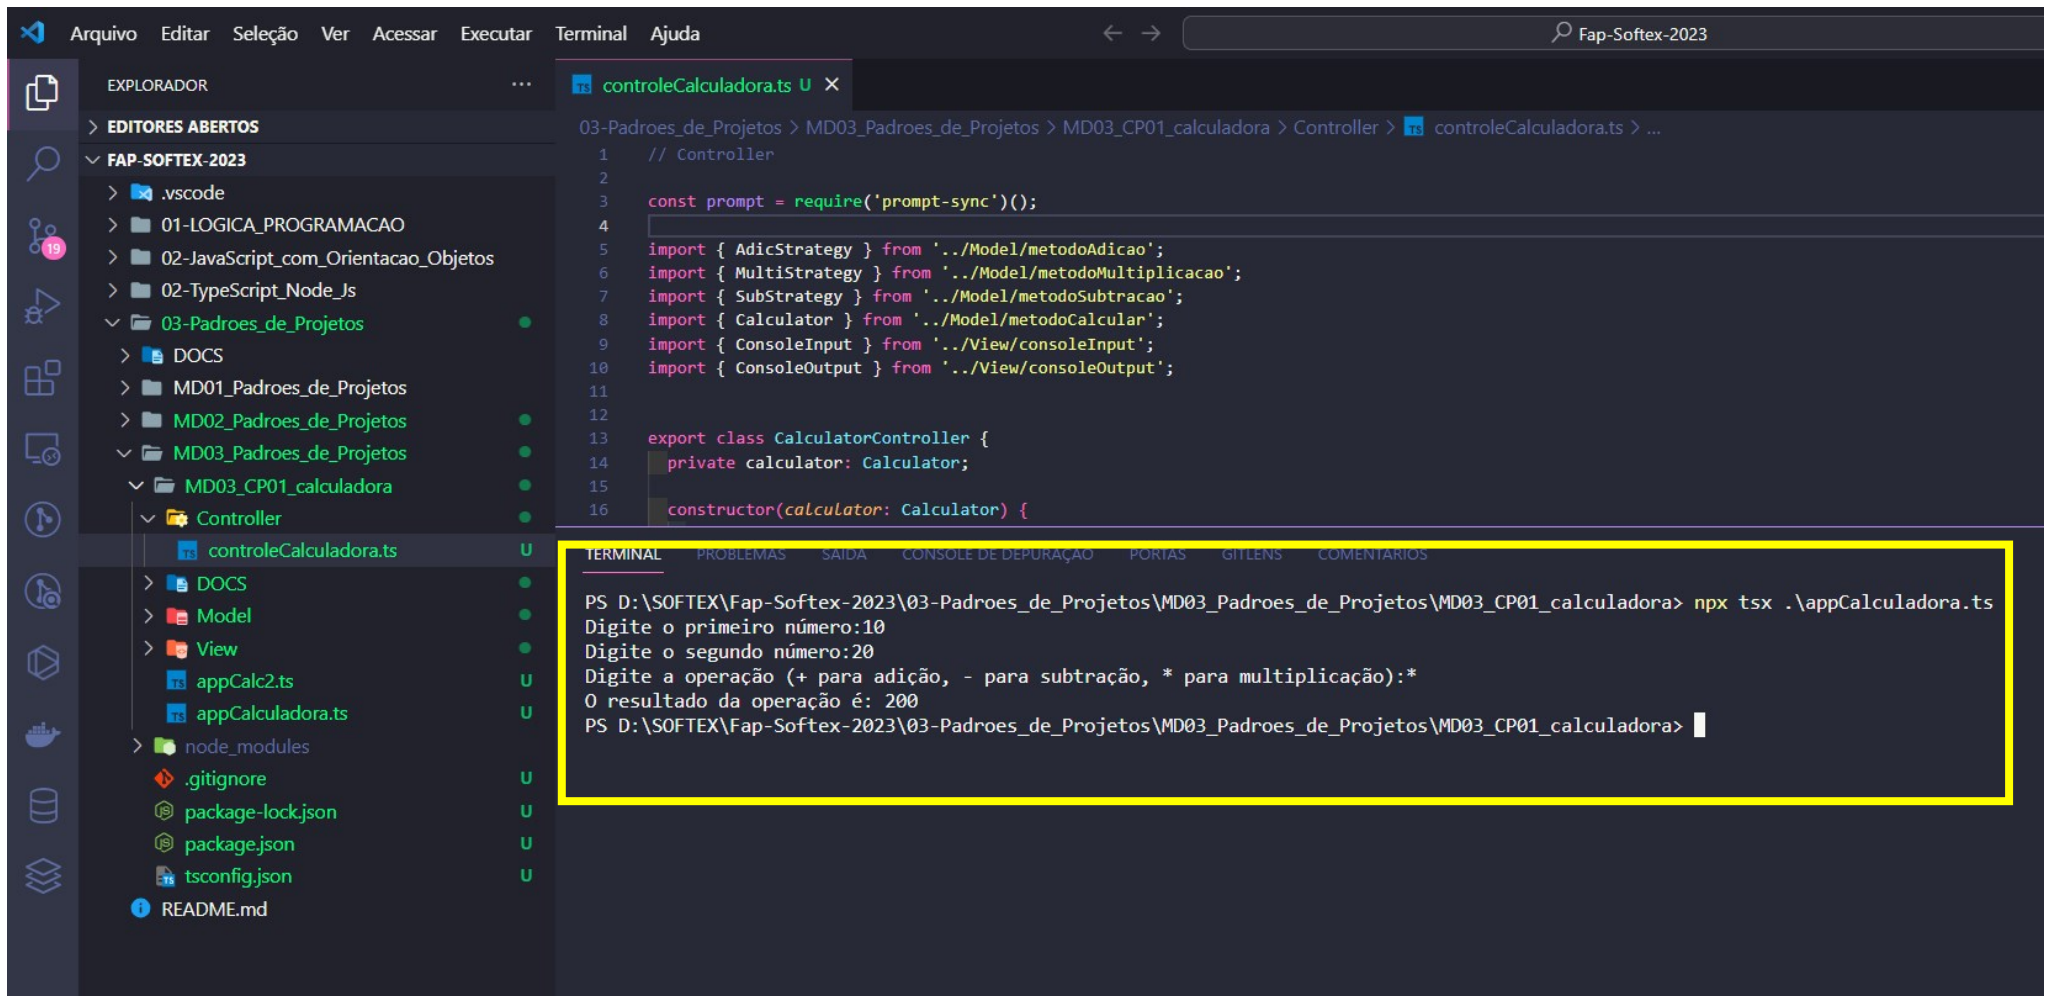 Arquivo Editar Seleção Ver Acessar Executar Terminal Ajuda
Fap-Softex-2023
EXPLORADOR
EDITORES ABERTOS
FAP-SOFTEX-2023
.vscode
01-LOGICA_PROGRAMACAO
02-JavaScript_com_Orientacao_Objetos
02-TypeScript_Node_Js
03-Padroes_de_Projetos
DOCS
MD01_Padroes_de_Projetos
MD02_Padroes_de_Projetos
MD03_Padroes_de_Projetos
MD03_CP01_calculadora
Controller
TS controleCalculadora.ts U
DOCS
Model
View
TS appCalc2.ts U
TS appCalculadora.ts U
node_modules
.gitignore U
package-lock.json U
package.json U
TS tsconfig.json U
README.md
19
TS controleCalculadora.ts U
03-Padroes_de_Projetos > MD03_Padroes_de_Projetos > MD03_CP01_calculadora > Controller > TS controleCalculadora.ts > ...
1 // Controller
2
3 const prompt = require('prompt-sync')();
4
5 import { AdicStrategy } from '../Model/metodoAdicao';
6 import { MultiStrategy } from '../Model/metodoMultiplicacao';
7 import { SubStrategy } from '../Model/metodoSubtracao';
8 import { Calculator } from '../Model/metodoCalcular';
9 import { ConsoleInput } from '../View/consoleInput';
10 import { ConsoleOutput } from '../View/consoleOutput';
11
12
13 export class CalculatorController {
14 private calculator: Calculator;
15
16 constructor(calculator: Calculator) {
TERMINAL PROBLEMAS SAÍDA CONSOLE DE DEPURAÇÃO PORTAS GITLENS COMENTÁRIOS
PS D:\SOFTEX\Fap-Softex-2023\03-Padroes_de_Projetos\MD03_Padroes_de_Projetos\MD03_CP01_calculadora> npx tsx .\appCalculadora.ts
Digite o primeiro número:10
Digite o segundo número:20
Digite a operação (+ para adição, - para subtração, * para multiplicação):*
O resultado da operação é: 200
PS D:\SOFTEX\Fap-Softex-2023\03-Padroes_de_Projetos\MD03_Padroes_de_Projetos\MD03_CP01_calculadora>